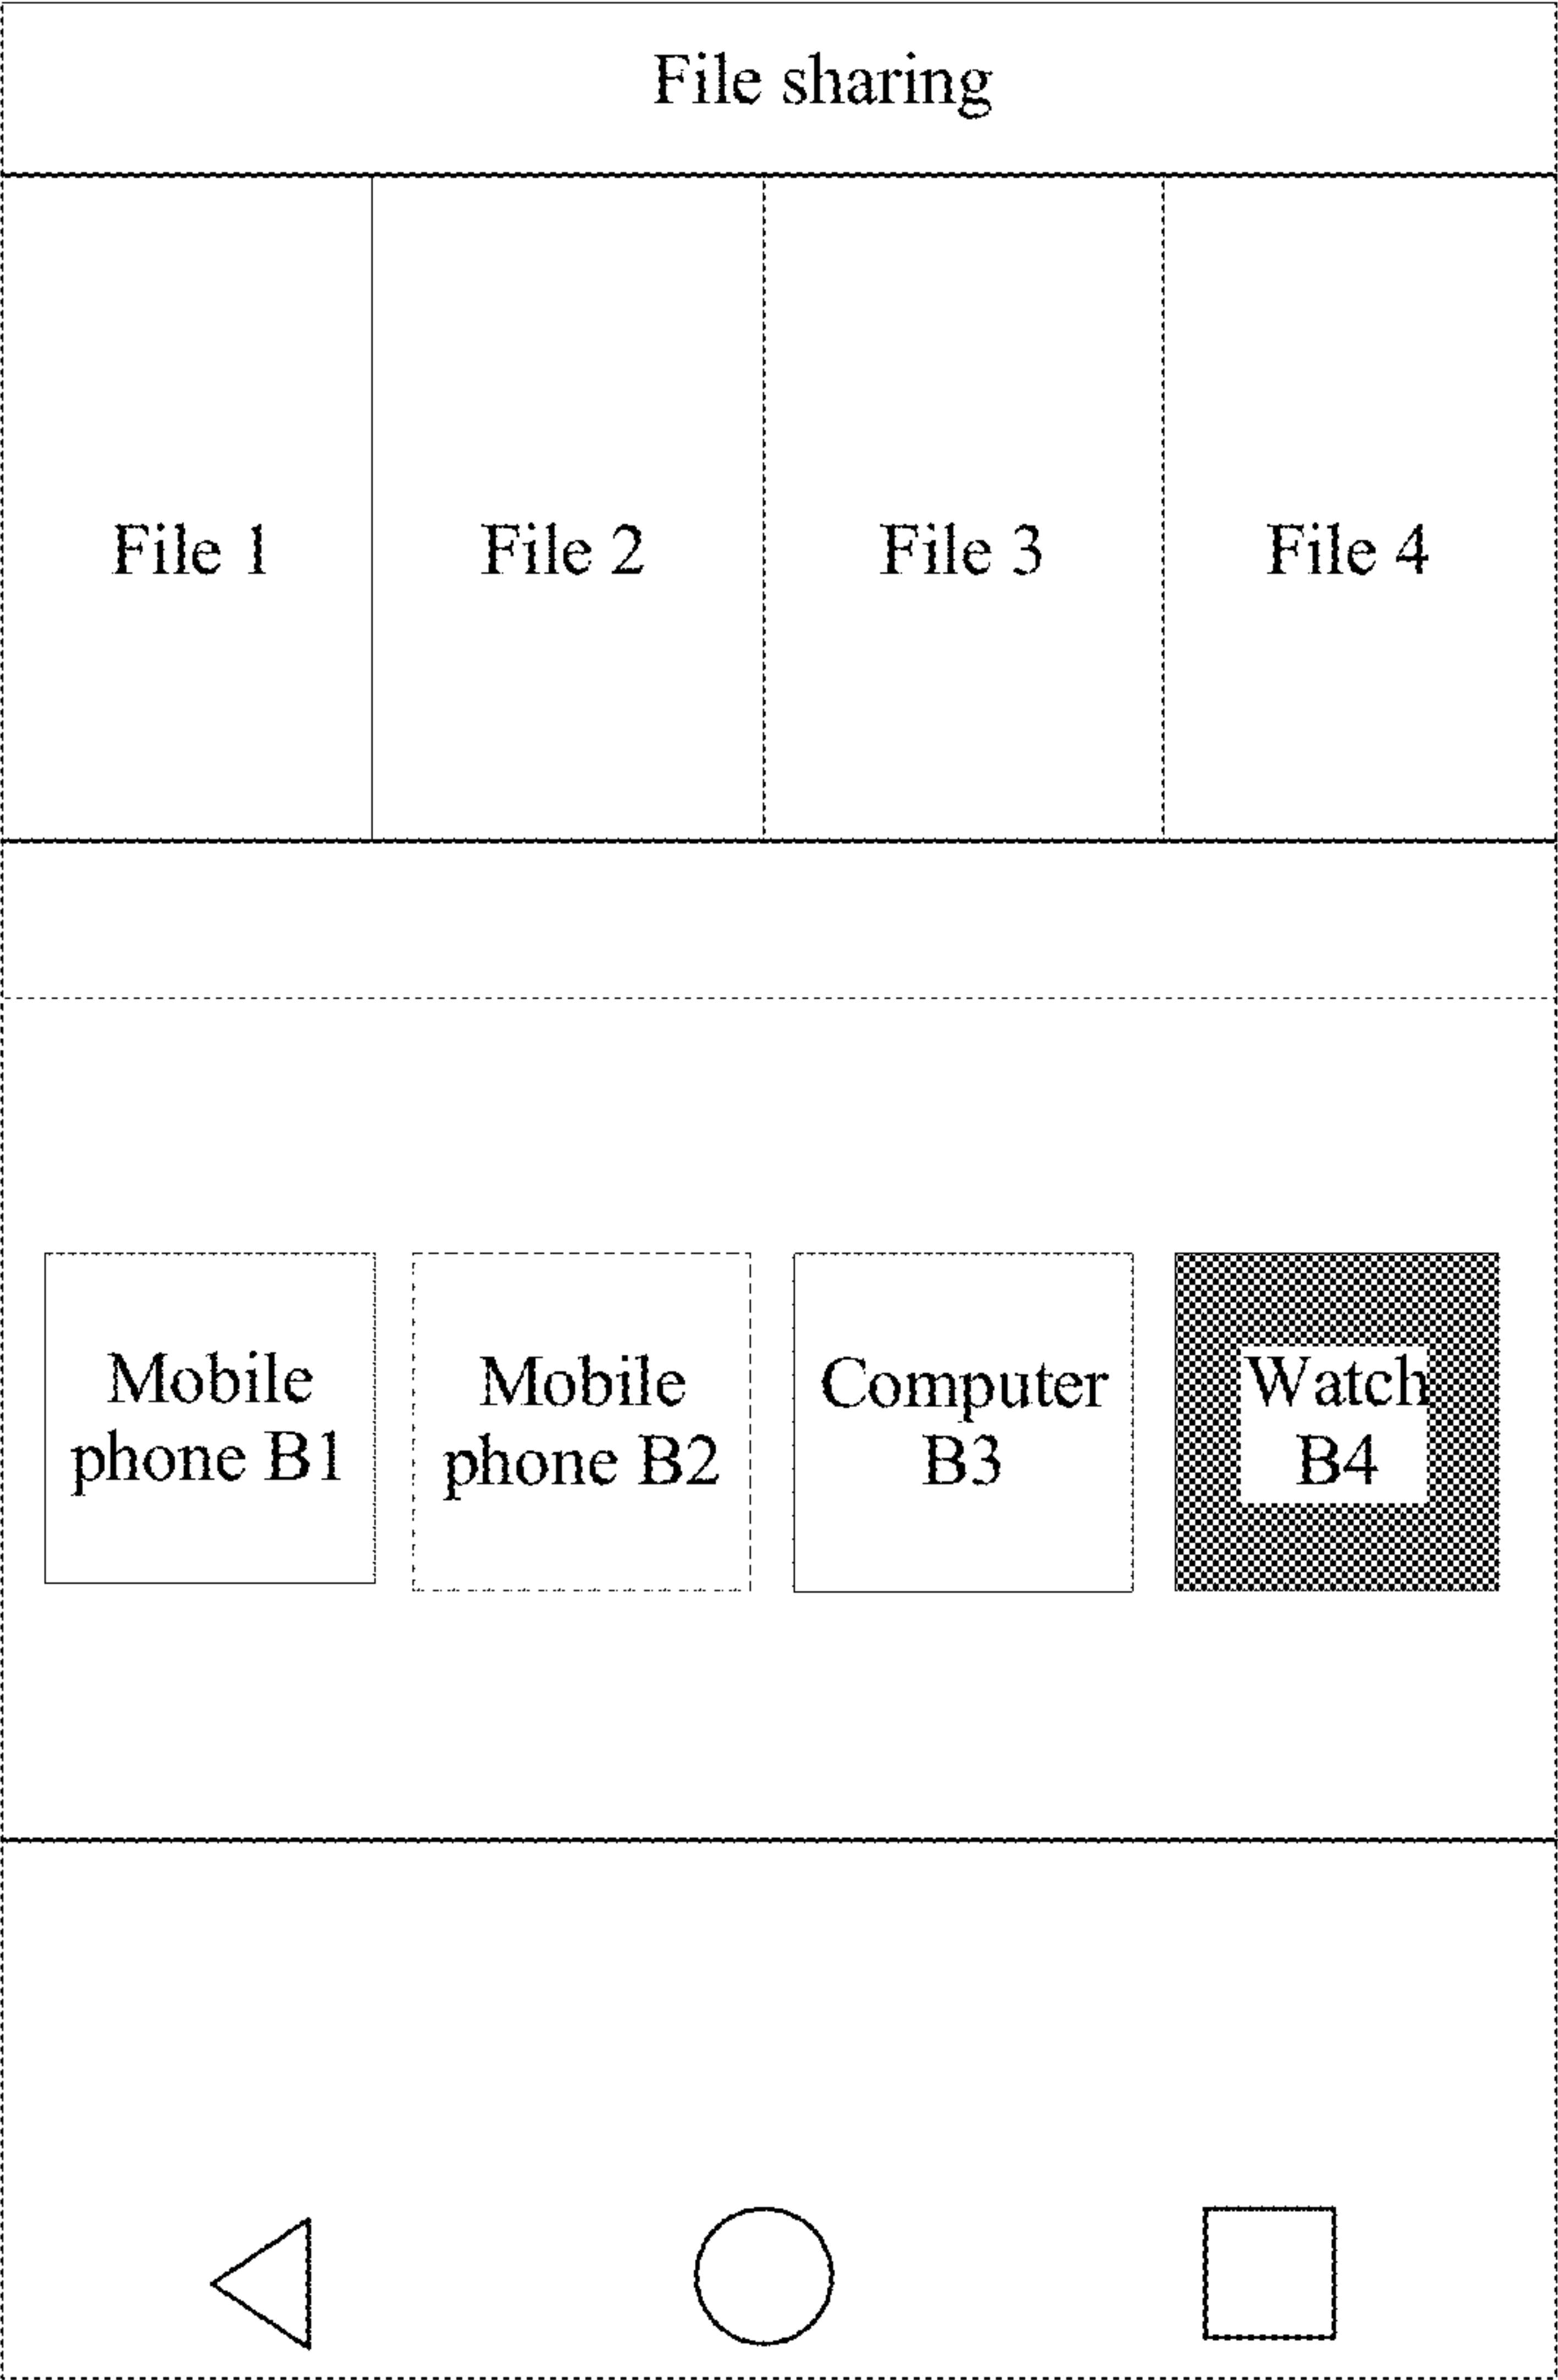 File sharing
File 1
File 2
File 3
File 4
Mobile
phone B1
Mobile
phone B2
Computer
B3
Watch
B4